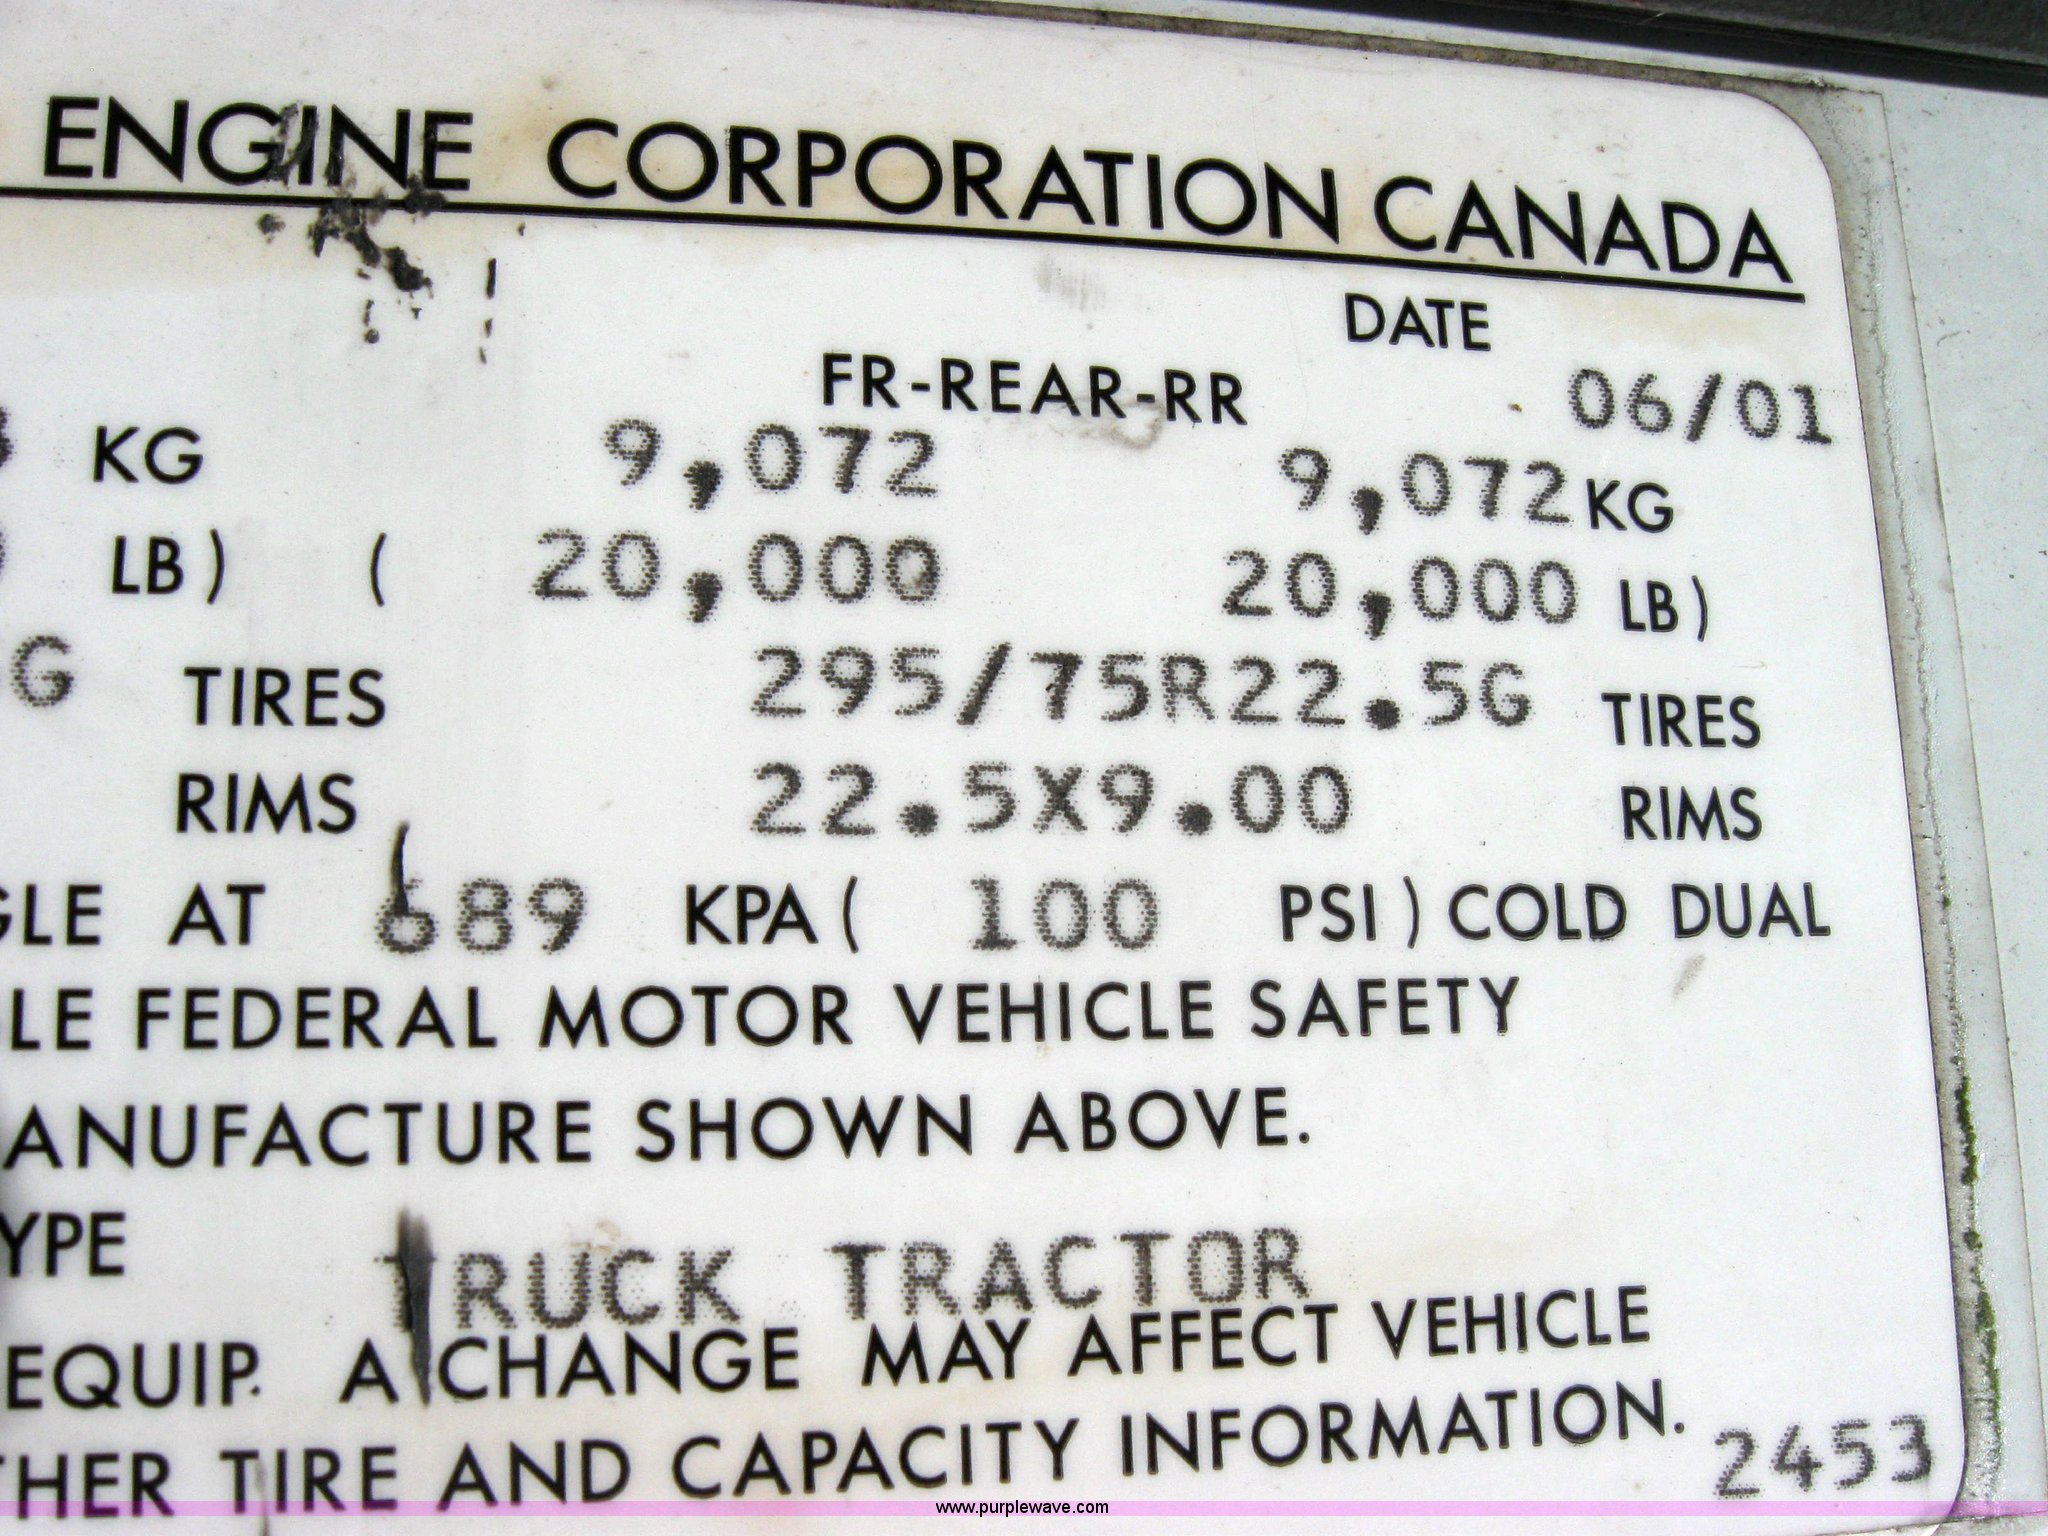 ENGINE CORPORATION CANADA
DATE
FR-REAR-RR 06/01
KG 9,072 9,072 KG
LB) ( 20,000 20,000 LB)
G TIRES 295/75R22.5G TIRES
RIMS 22.5X9.00 RIMS
GLE AT 689 KPA ( 100 PSI ) COLD DUAL
LE FEDERAL MOTOR VEHICLE SAFETY
ANUFACTURE SHOWN ABOVE.
YPE TRUCK TRACTOR
EQUIP. A CHANGE MAY AFFECT VEHICLE
THER TIRE AND CAPACITY INFORMATION.
2453
www.purplewave.com